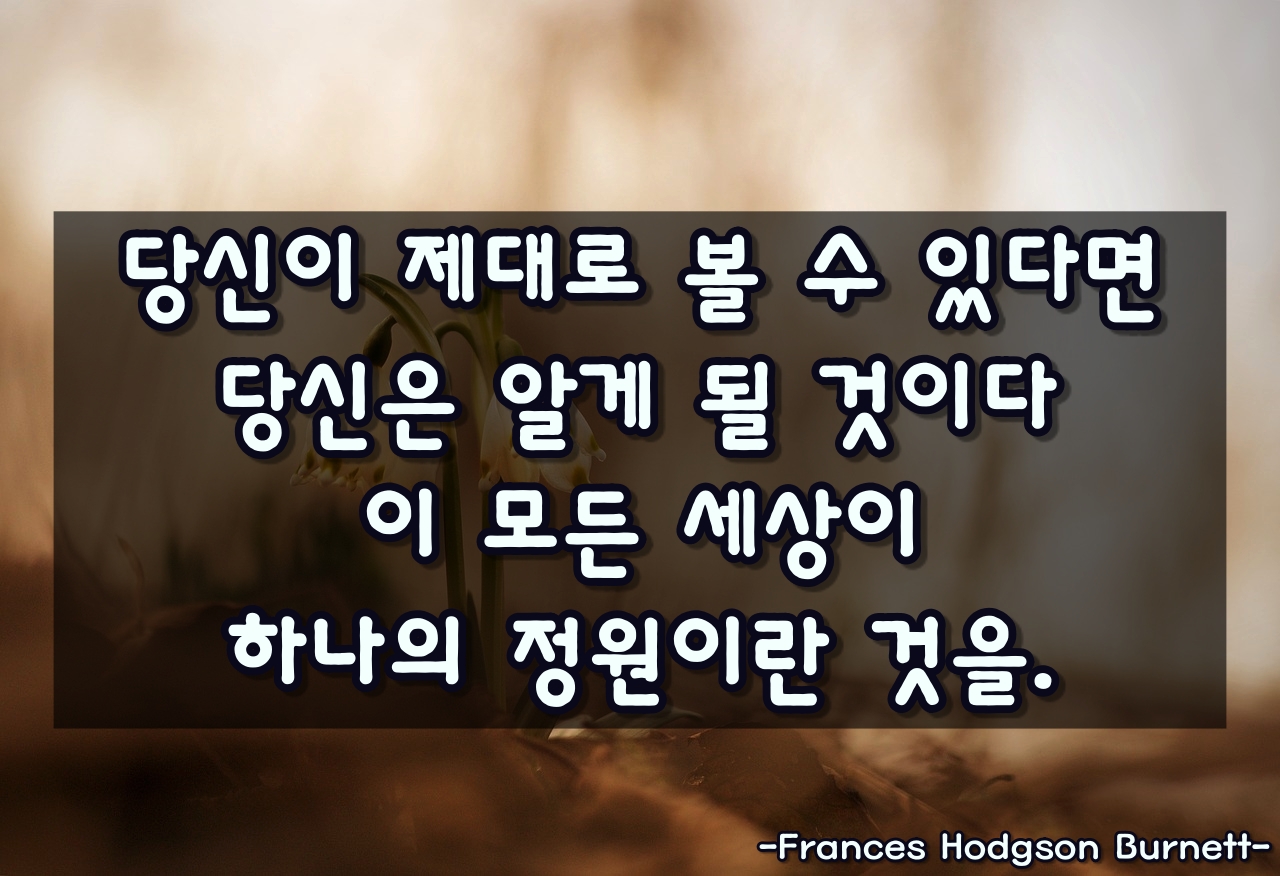 당신이 제대로 볼 수 있다면
당신은 알게 될 것이다
이 모든 세상이
하나의 정원이란 것을.
-Frances Hodgson Burnett-